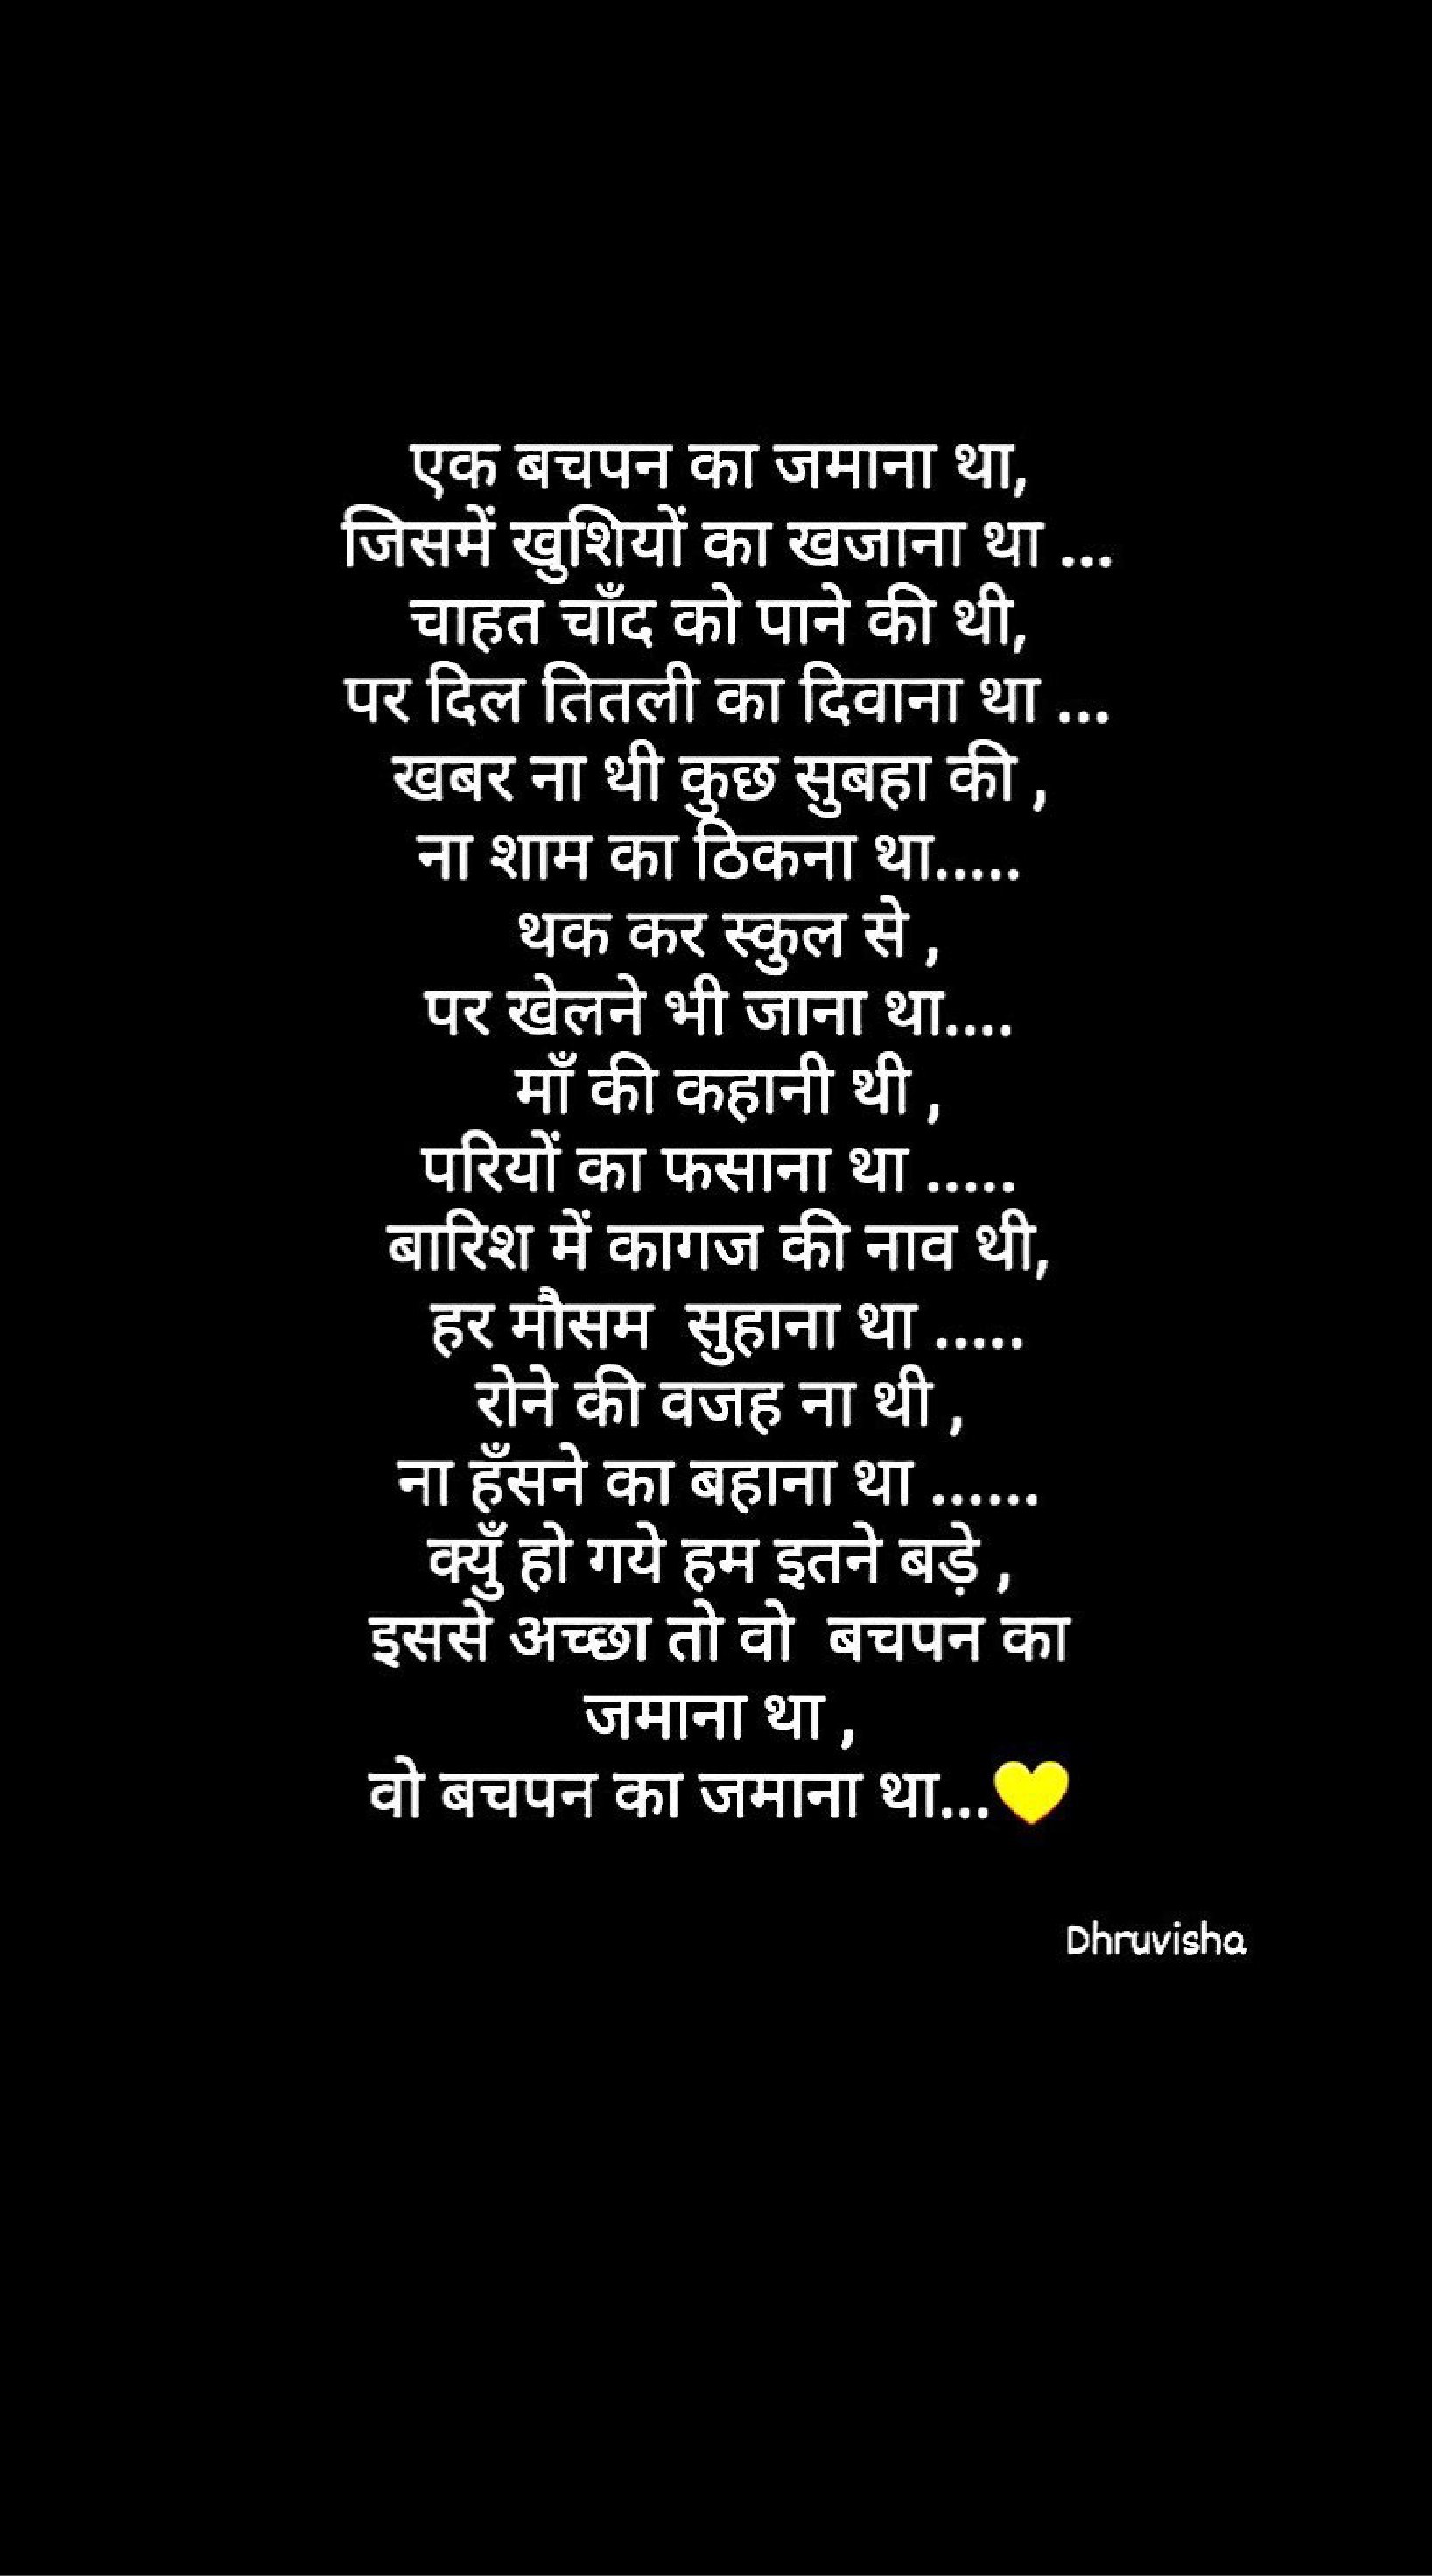 एक बचपन का जमाना था,
जिसमें खुशियों का खजाना था ...
चाहत चाँद को पाने की थी,
पर दिल तितली का दिवाना था ...
खबर ना थी कुछ सुबहा की ,
ना शाम का ठिकना था.....
थक कर स्कुल से ,
पर खेलने भी जाना था....
माँ की कहानी थी ,
परियों का फसाना था .....
बारिश में कागज की नाव थी,
हर मौसम  सुहाना था .....
रोने की वजह ना थी ,
ना हँसने का बहाना था ......
क्युँ हो गये हम इतने बड़े ,
इससे अच्छा तो वो  बचपन का
जमाना था ,
वो बचपन का जमाना था...💛
Dhruvisha